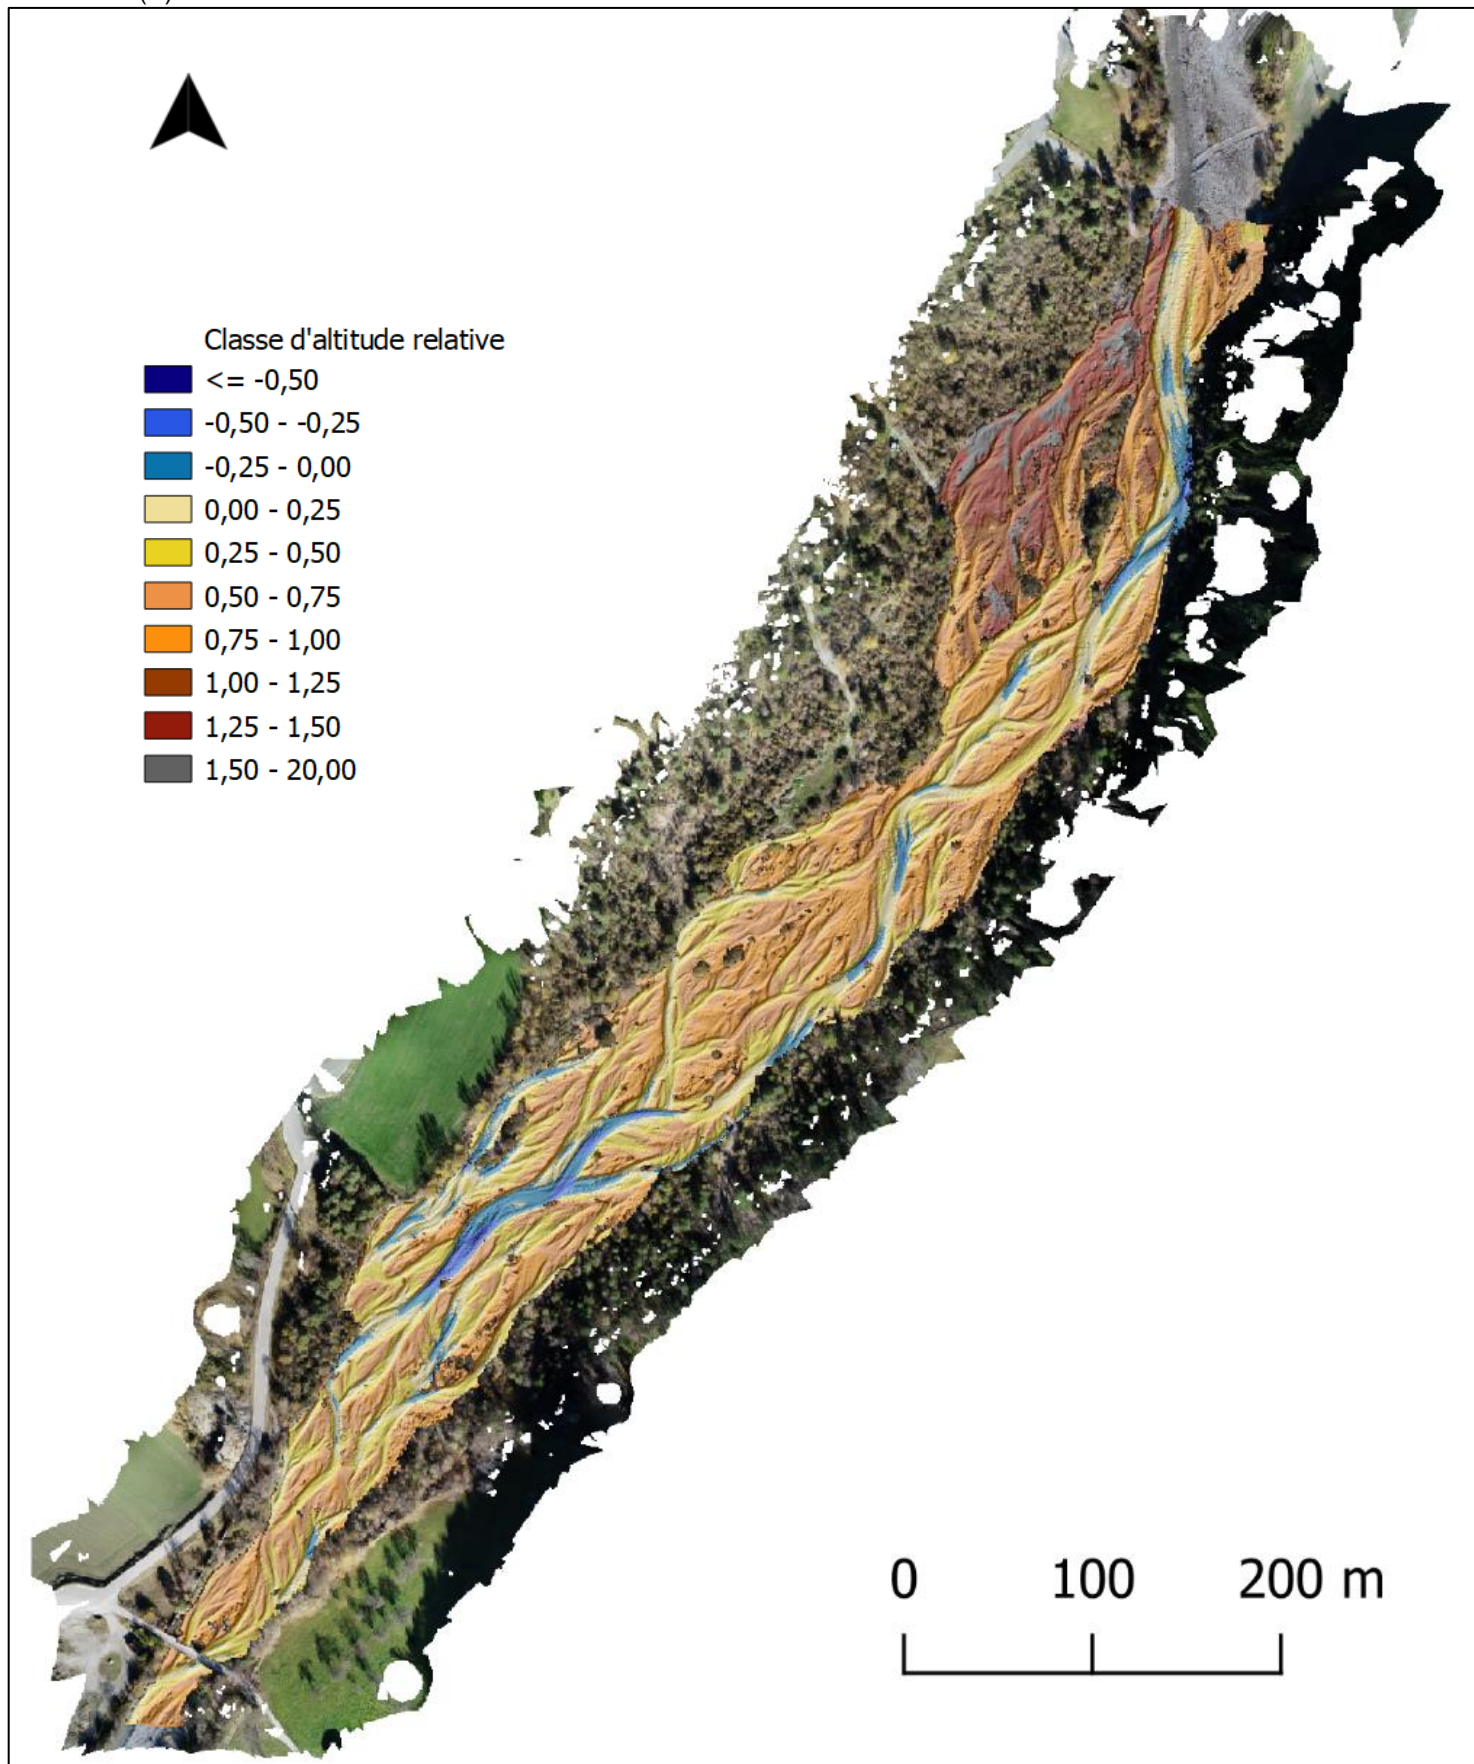 Classe d'altitude relative
<= -0,50
-0,50 - -0,25
-0,25 - 0,00
0,00 - 0,25
0,25 - 0,50
0,50 - 0,75
0,75 - 1,00
1,00 - 1,25
1,25 - 1,50
1,50 - 20,00
0 100 200 m